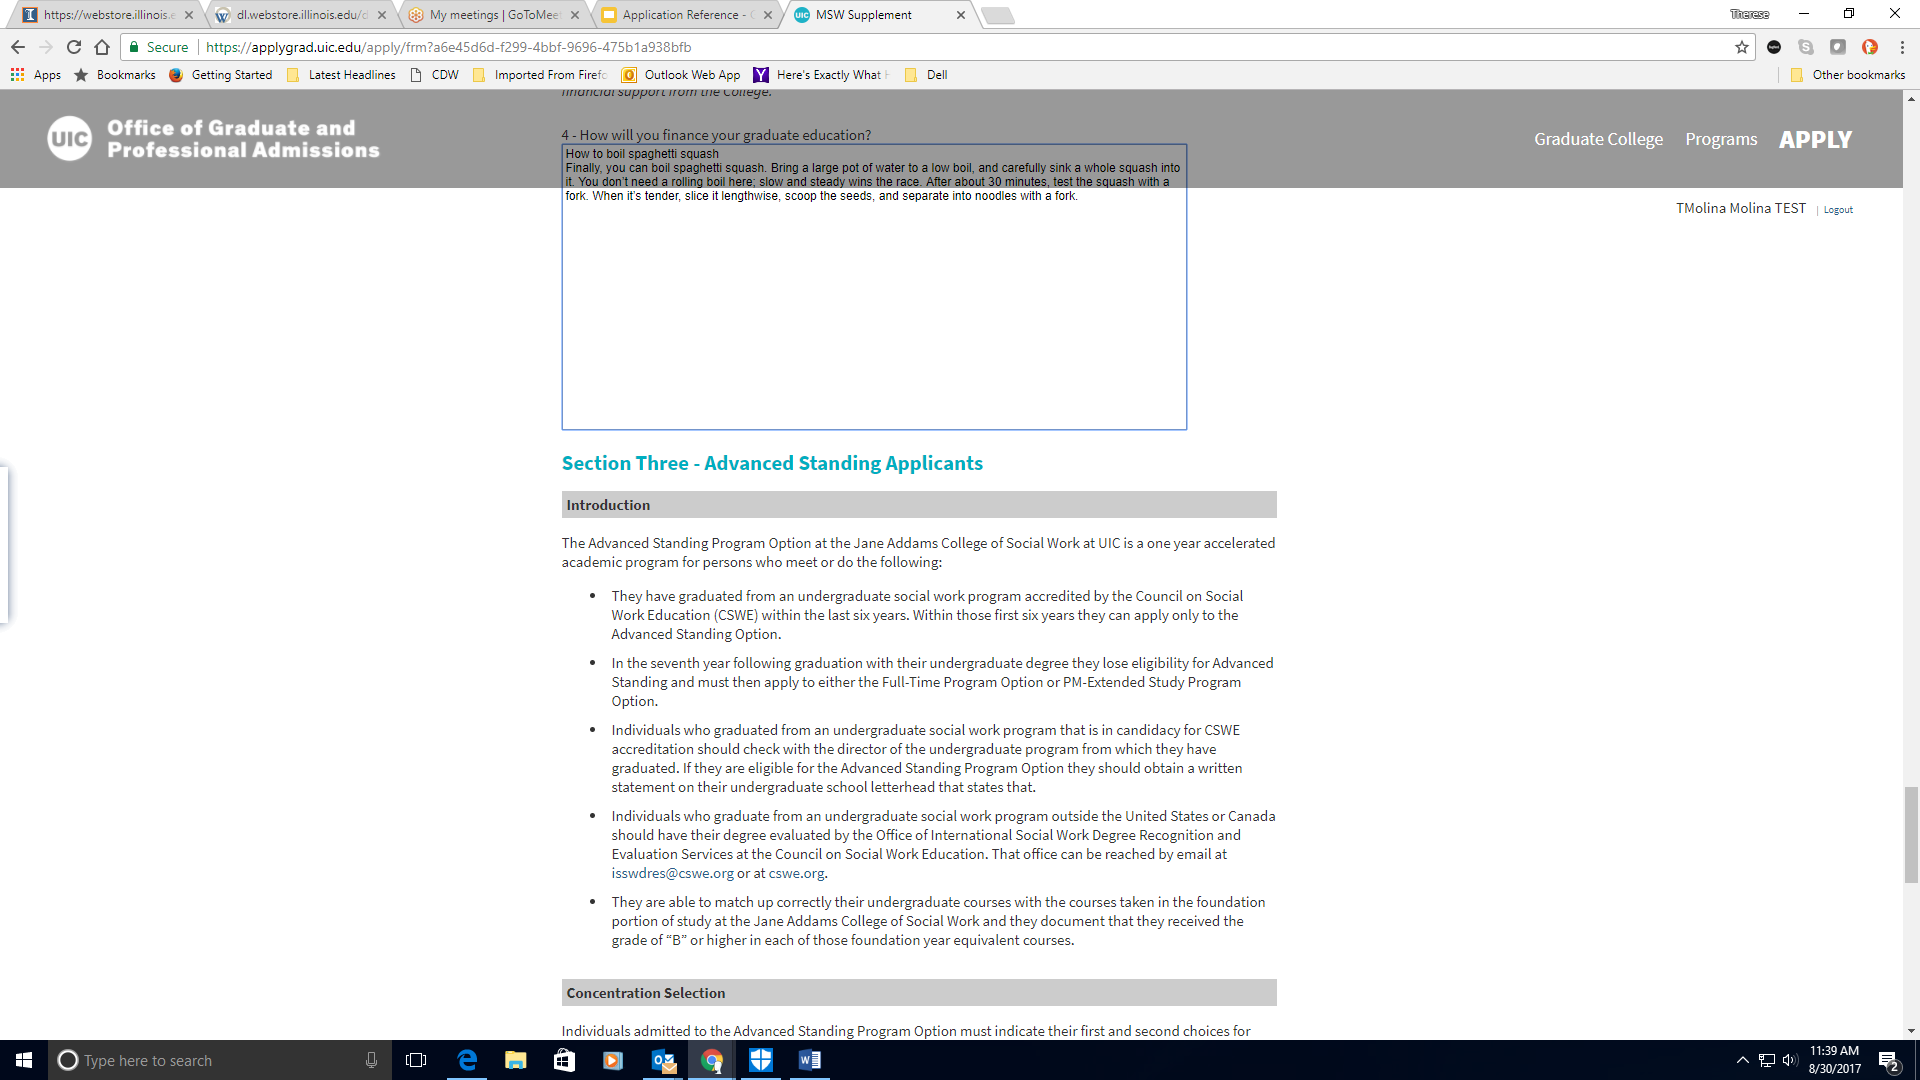 https://webstore.illinois.e
dl.webstore.illinois.edu/d
My meetings | GoToMee
Application Reference -
MSW Supplement
Therese
Secure
https://applygrad.uic.edu/apply/frm?a6e45d6d-f299-4bbf-9696-475b1a938bfb
Apps
Bookmarks
Getting Started
Latest Headlines
CDW
Imported From Firefo
Outlook Web App
Here's Exactly What
Dell
Other bookmarks
financial support from the College.
UIC
Office of Graduate and
Professional Admissions
Graduate College
Programs
APPLY
4 - How will you finance your graduate education?
How to boil spaghetti squash
Finally, you can boil spaghetti squash. Bring a large pot of water to a low boil, and carefully sink a whole squash into
it. You don't need a rolling boil here; slow and steady wins the race. After about 30 minutes, test the squash with a
fork. When it's tender, slice it lengthwise, scoop the seeds, and separate into noodles with a fork.
TMolina Molina TEST | Logout
Section Three - Advanced Standing Applicants
Introduction
The Advanced Standing Program Option at the Jane Addams College of Social Work at UIC is a one year accelerated
academic program for persons who meet or do the following:
• They have graduated from an undergraduate social work program accredited by the Council on Social
Work Education (CSWE) within the last six years. Within those first six years they can apply only to the
Advanced Standing Option.
• In the seventh year following graduation with their undergraduate degree they lose eligibility for Advanced
Standing and must then apply to either the Full-Time Program Option or PM-Extended Study Program
Option.
• Individuals who graduated from an undergraduate social work program that is in candidacy for CSWE
accreditation should check with the director of the undergraduate program from which they have
graduated. If they are eligible for the Advanced Standing Program Option they should obtain a written
statement on their undergraduate school letterhead that states that.
• Individuals who graduate from an undergraduate social work program outside the United States or Canada
should have their degree evaluated by the Office of International Social Work Degree Recognition and
Evaluation Services at the Council on Social Work Education. That office can be reached by email at
isswdres@cswe.org or at cswe.org.
• They are able to match up correctly their undergraduate courses with the courses taken in the foundation
portion of study at the Jane Addams College of Social Work and they document that they received the
grade of “B” or higher in each of those foundation year equivalent courses.
Concentration Selection
Individuals admitted to the Advanced Standing Program Option must indicate their first and second choices for
Type here to search
11:39 AM
8/30/2017
2